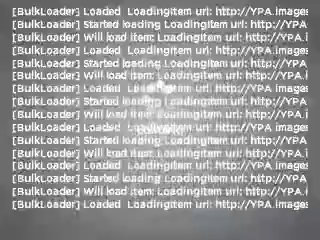 [BulkLoader] Loaded LoadingItem url: http://YPA.images
[BulkLoader] Started loading LoadingItem url: http://YPA
[BulkLoader] Will load item: LoadingItem url: http://YPA.i
[BulkLoader] Loaded LoadingItem url: http://YPA.images
[BulkLoader] Started loading LoadingItem url: http://YPA
[BulkLoader] Will load item: LoadingItem url: http://YPA.i
[BulkLoader] Loaded LoadingItem url: http://YPA.images
[BulkLoader] Started loading LoadingItem url: http://YPA
[BulkLoader] Will load item: LoadingItem url: http://YPA.i
[BulkLoader] Loaded LoadingItem url: http://YPA.images
[BulkLoader] Started loading LoadingItem url: http://YPA
[BulkLoader] Will load item: LoadingItem url: http://YPA.i
[BulkLoader] Loaded LoadingItem url: http://YPA.images
[BulkLoader] Started loading LoadingItem url: http://YPA
[BulkLoader] Will load item: LoadingItem url: http://YPA.i
[BulkLoader] Loaded LoadingItem url: http://YPA.images